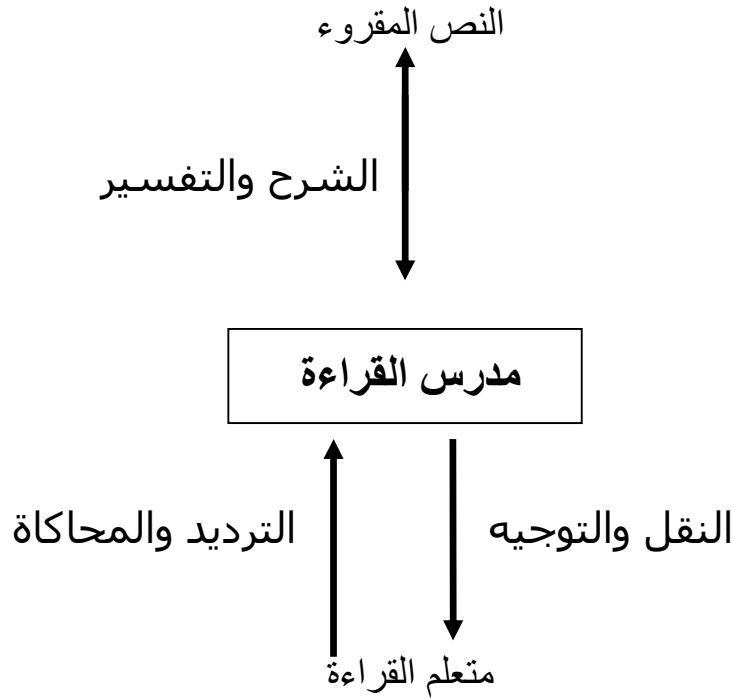 النص المقروء
الشرح والتفسير
مدرس القراءة
النقل والتوجيه
الترديد والمحاكاة
متعلم القراءة